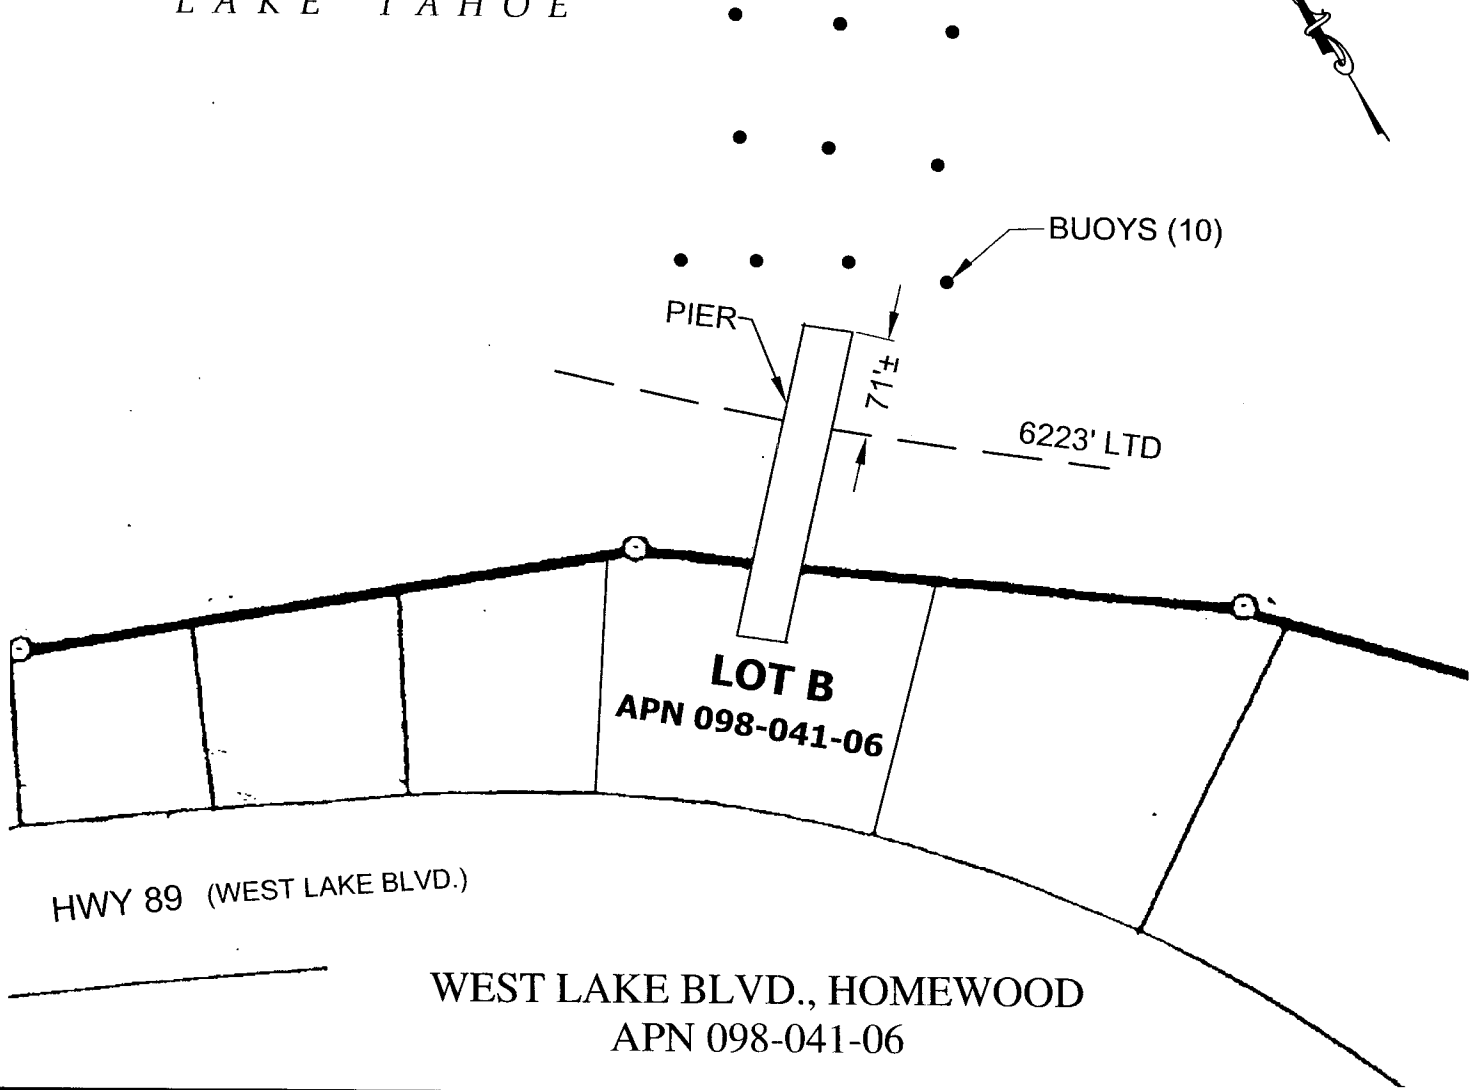 LAKE TAHOE
BUOYS (10)
PIER
71'±
6223' LTD
LOT B
APN 098-041-06
HWY 89 (WEST LAKE BLVD.)
WEST LAKE BLVD., HOMEWOOD
APN 098-041-06